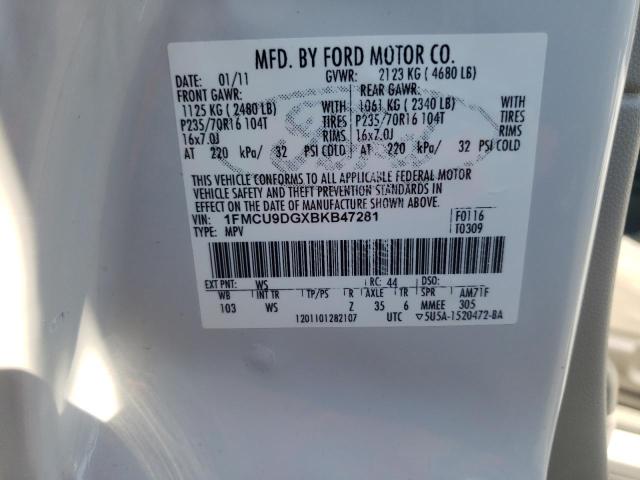 MFD. BY FORD MOTOR CO.
DATE: 01/11 GVWR: 2123 KG ( 4680 LB)
FRONT GAWR: REAR GAWR:
1125 KG ( 2480 LB) WITH 1061 KG ( 2340 LB) WITH
P235/70R16 104T TIRES P235/70R16 104T TIRES
16x7.0J RIMS 16x7.0J RIMS
AT 220 kPa/ 32 PSI COLD AT 220 kPa/ 32 PSI COLD
THIS VEHICLE CONFORMS TO ALL APPLICABLE FEDERAL MOTOR
VEHICLE SAFETY AND THEFT PREVENTION STANDARDS IN
EFFECT ON THE DATE OF MANUFACTURE SHOWN ABOVE.
VIN: 1FMCU9DGXBKB47281 F0116
TYPE: MPV T0309
EXT PNT: WS RC: 44 DSO:
WB INT TR TP/PS R AXLE TR SPR AM71F
103 WS Z 35 6 MMEE 305
1201101282107 UTC ▽5U5A-1520472-BA